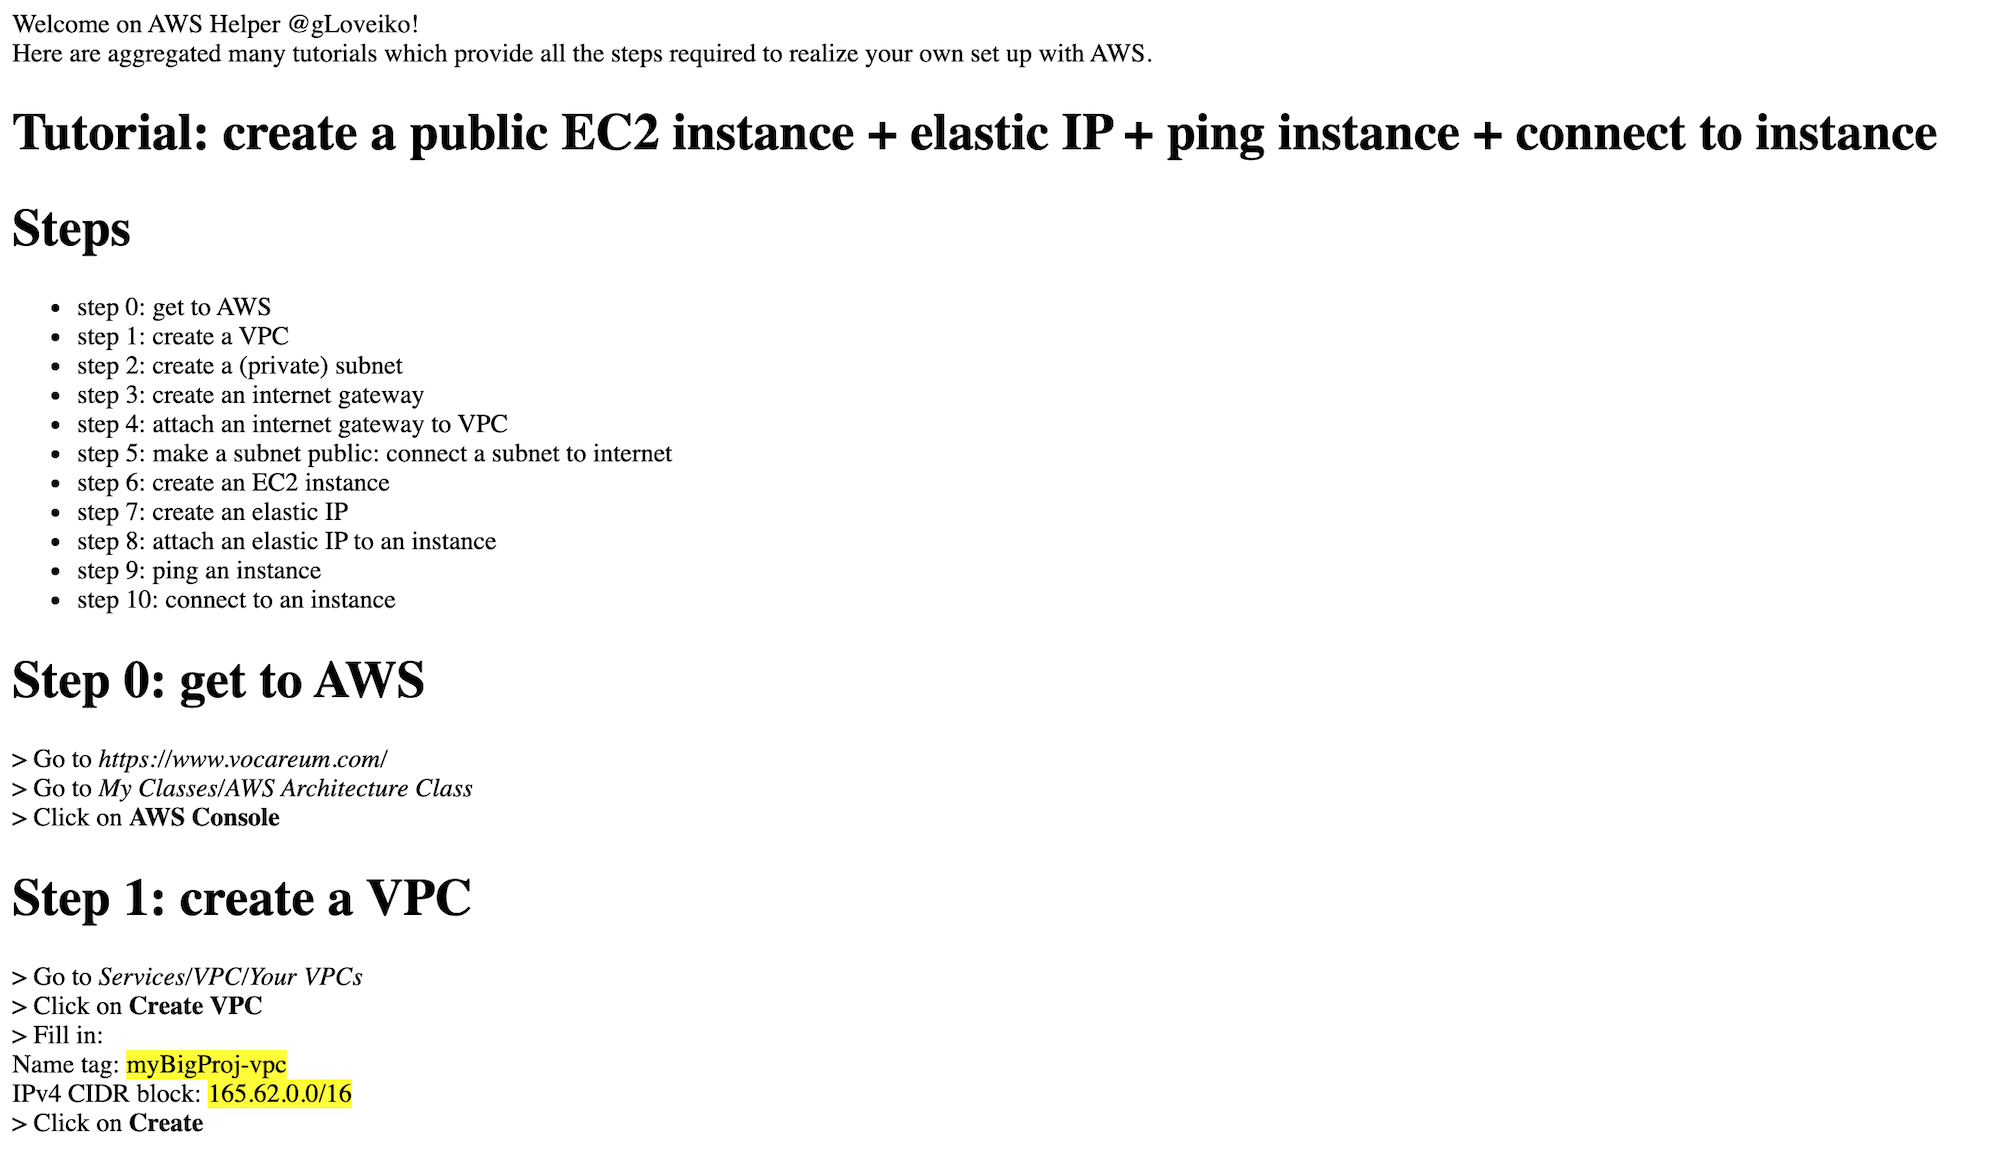 Welcome on AWS Helper @gLoveiko!
Here are aggregated many tutorials which provide all the steps required to realize your own set up with AWS.
Tutorial: create a public EC2 instance + elastic IP + ping instance + connect to instance
Steps
• step 0: get to AWS
• step 1: create a VPC
• step 2: create a (private) subnet
• step 3: create an internet gateway
• step 4: attach an internet gateway to VPC
• step 5: make a subnet public: connect a subnet to internet
• step 6: create an EC2 instance
• step 7: create an elastic IP
• step 8: attach an elastic IP to an instance
• step 9: ping an instance
• step 10: connect to an instance
Step 0: get to AWS
> Go to https://www.vocareum.com/
> Go to My Classes/AWS Architecture Class
> Click on AWS Console
Step 1: create a VPC
> Go to Services/VPC/Your VPCs
> Click on Create VPC
> Fill in:
Name tag: myBigProj-vpc
IPv4 CIDR block: 165.62.0.0/16
> Click on Create